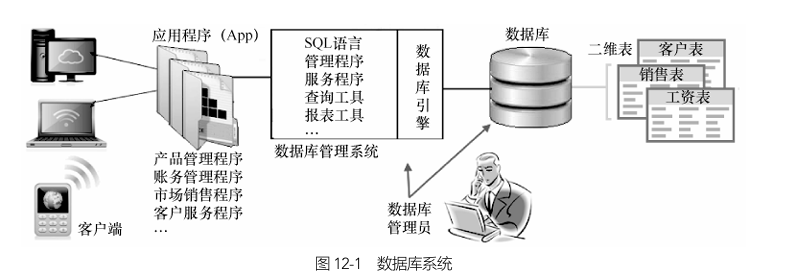 应用程序（App）
SQL语言
管理程序
服务程序
查询工具
报表工具
…
数据库引擎
数据库管理系统
数据库
二维表
客户表
销售表
工资表
产品管理程序
账务管理程序
市场销售程序
客户服务程序
…
客户端
数据库
管理员
图 12-1　数据库系统